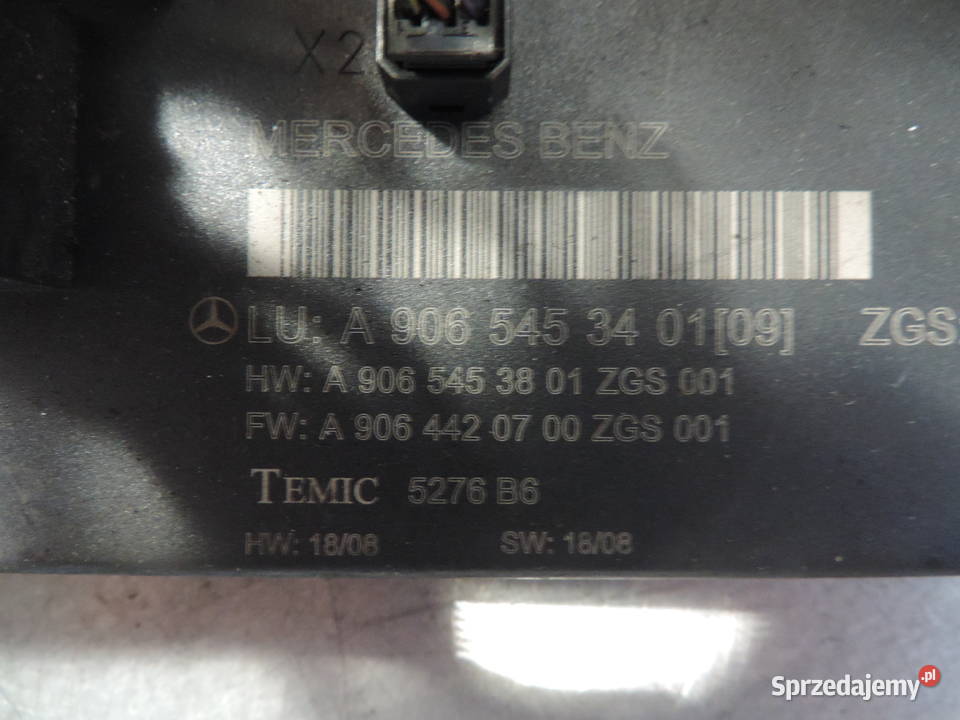 X2
MERCEDES BENZ
LU: A 906 545 34 01[09] ZGS
HW: A 906 545 38 01 ZGS 001
FW: A 906 442 07 00 ZGS 001
TEMIC 5276 B6
HW: 18/08 SW: 18/08
Sprzedajemy.pl